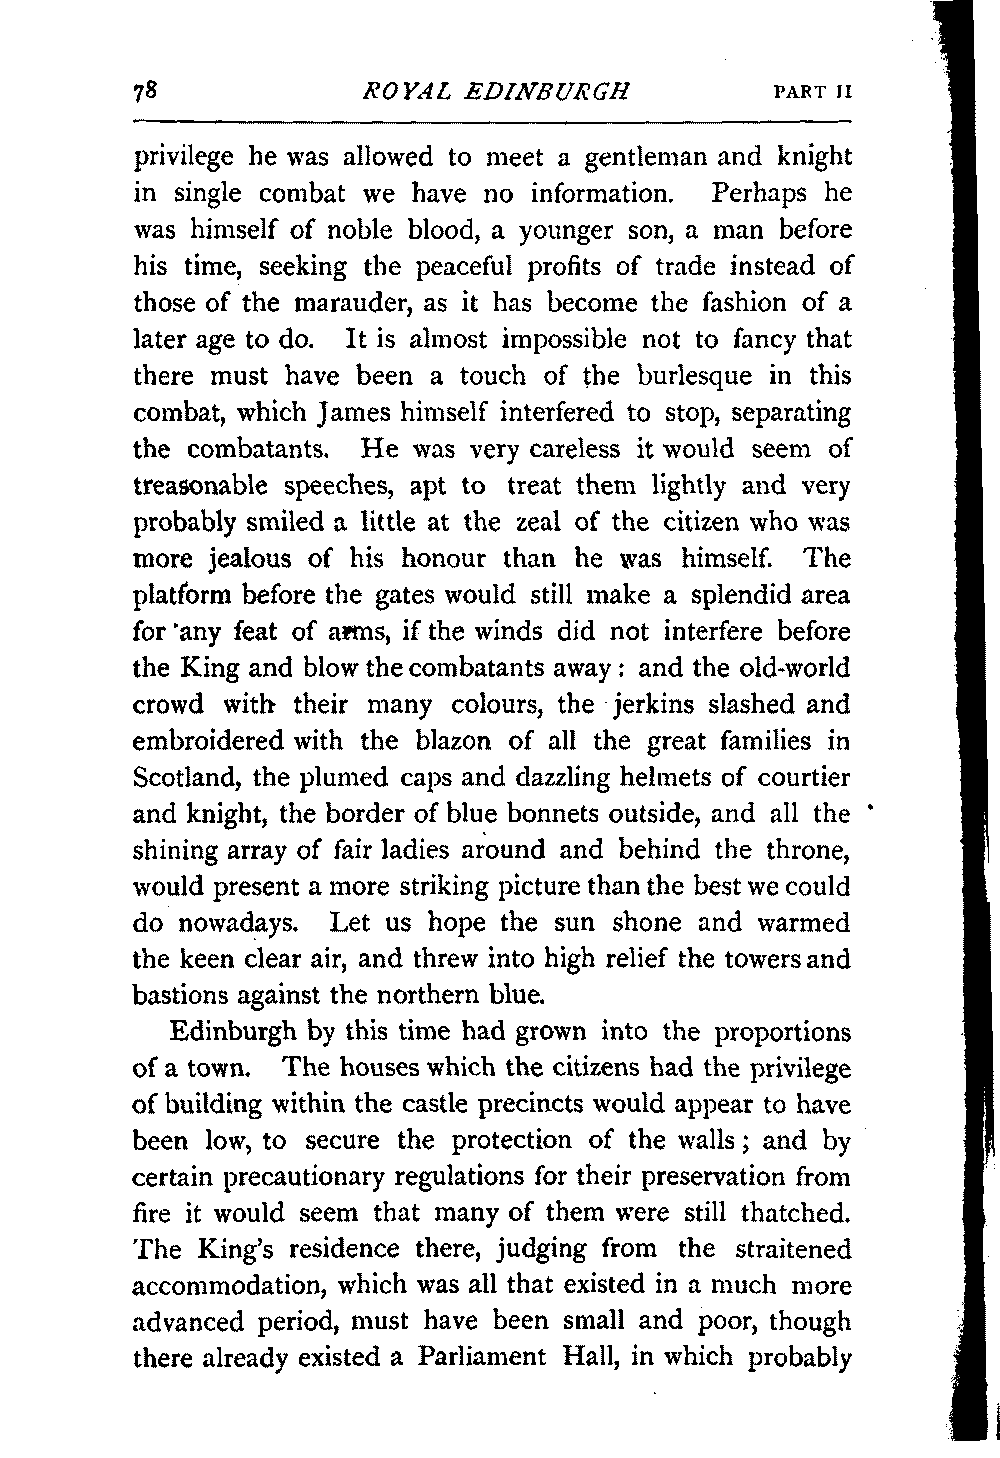 78 ROYAL EDINBURGH PART II
privilege he was allowed to meet a gentleman and knight
in single combat we have no information. Perhaps he
was himself of noble blood, a younger son, a man before
his time, seeking the peaceful profits of trade instead of
those of the marauder, as it has become the fashion of a
later age to do. It is almost impossible not to fancy that
there must have been a touch of the burlesque in this
combat, which James himself interfered to stop, separating
the combatants. He was very careless it would seem of
treasonable speeches, apt to treat them lightly and very
probably smiled a little at the zeal of the citizen who was
more jealous of his honour than he was himself. The
platform before the gates would still make a splendid area
for any feat of arms, if the winds did not interfere before
the King and blow the combatants away : and the old-world
crowd with their many colours, the jerkins slashed and
embroidered with the blazon of all the great families in
Scotland, the plumed caps and dazzling helmets of courtier
and knight, the border of blue bonnets outside, and all the
shining array of fair ladies around and behind the throne,
would present a more striking picture than the best we could
do nowadays. Let us hope the sun shone and warmed
the keen clear air, and threw into high relief the towers and
bastions against the northern blue.
Edinburgh by this time had grown into the proportions
of a town. The houses which the citizens had the privilege
of building within the castle precincts would appear to have
been low, to secure the protection of the walls ; and by
certain precautionary regulations for their preservation from
fire it would seem that many of them were still thatched.
The King's residence there, judging from the straitened
accommodation, which was all that existed in a much more
advanced period, must have been small and poor, though
there already existed a Parliament Hall, in which probably